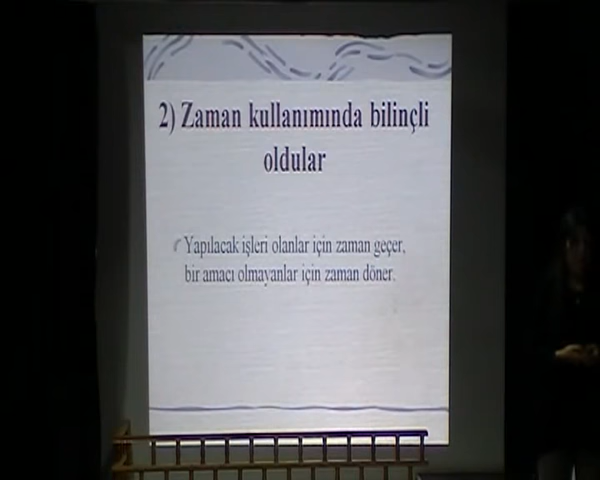 2) Zaman kullanımında bilinçli
oldular
Yapılacak işleri olanlar için zaman geçer,
bir amacı olmayanlar için zaman döner.